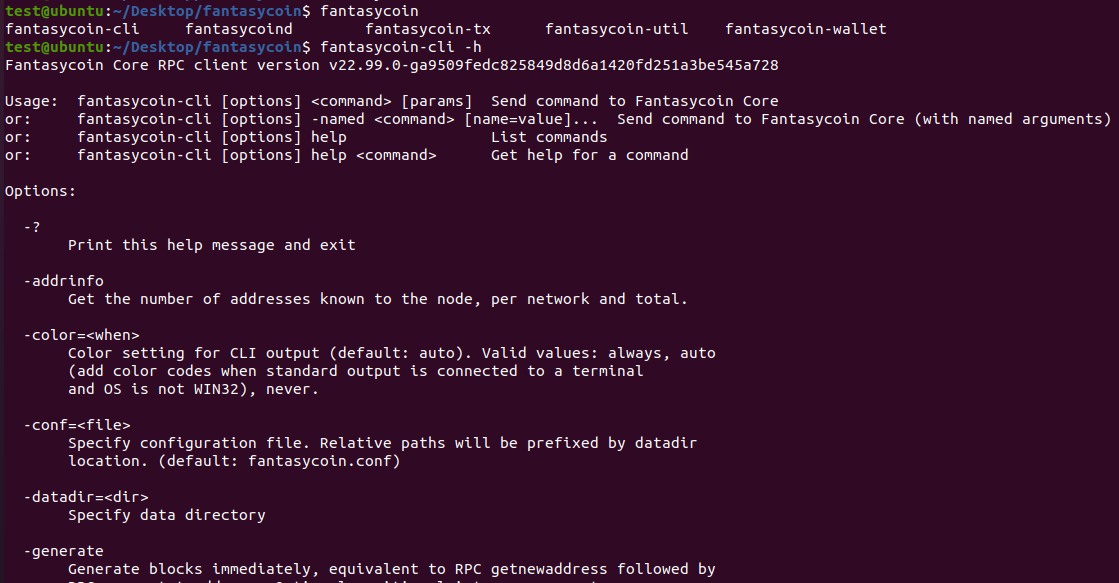 test@ubuntu:~/Desktop/fantasycoin$ fantasycoin
fantasycoin-cli fantasycoind fantasycoin-tx fantasycoin-util fantasycoin-wallet
test@ubuntu:~/Desktop/fantasycoin$ fantasycoin-cli -h
Fantasycoin Core RPC client version v22.99.0-ga9509fedc825849d8d6a1420fd251a3be545a728
Usage: fantasycoin-cli [options] <command> [params] Send command to Fantasycoin Core
or: fantasycoin-cli [options] -named <command> [name=value]... Send command to Fantasycoin Core (with named arguments)
or: fantasycoin-cli [options] help List commands
or: fantasycoin-cli [options] help <command> Get help for a command
Options:
-?
Print this help message and exit
-addrinfo
Get the number of addresses known to the node, per network and total.
-color=<when>
Color setting for CLI output (default: auto). Valid values: always, auto
(add color codes when standard output is connected to a terminal
and OS is not WIN32), never.
-conf=<file>
Specify configuration file. Relative paths will be prefixed by datadir
location. (default: fantasycoin.conf)
-datadir=<dir>
Specify data directory
-generate
Generate blocks immediately, equivalent to RPC getnewaddress followed by